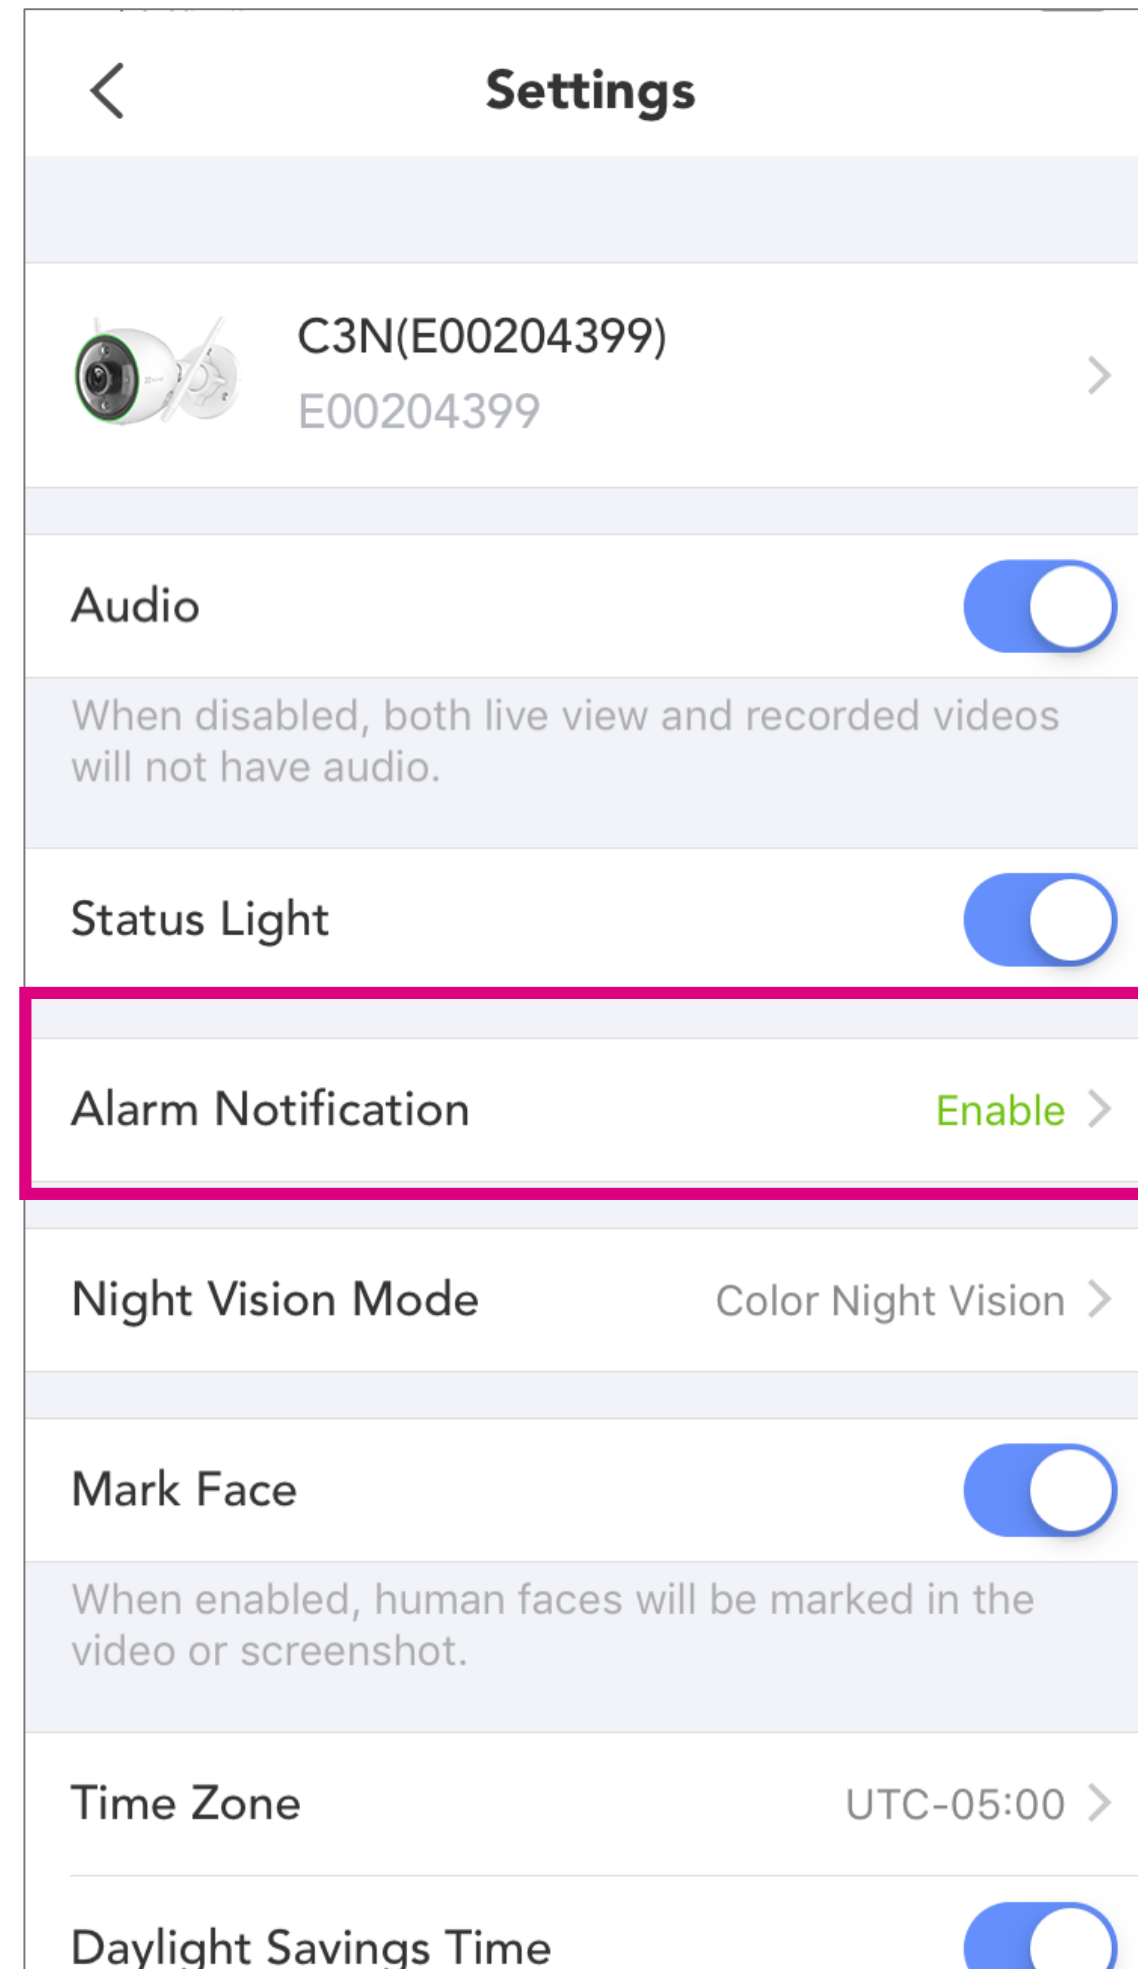 Settings
C3N(E00204399)
E00204399
Audio
When disabled, both live view and recorded videos
will not have audio.
Status Light
Alarm Notification Enable
Night Vision Mode Color Night Vision
Mark Face
When enabled, human faces will be marked in the
video or screenshot.
Time Zone UTC-05:00
Daylight Savings Time